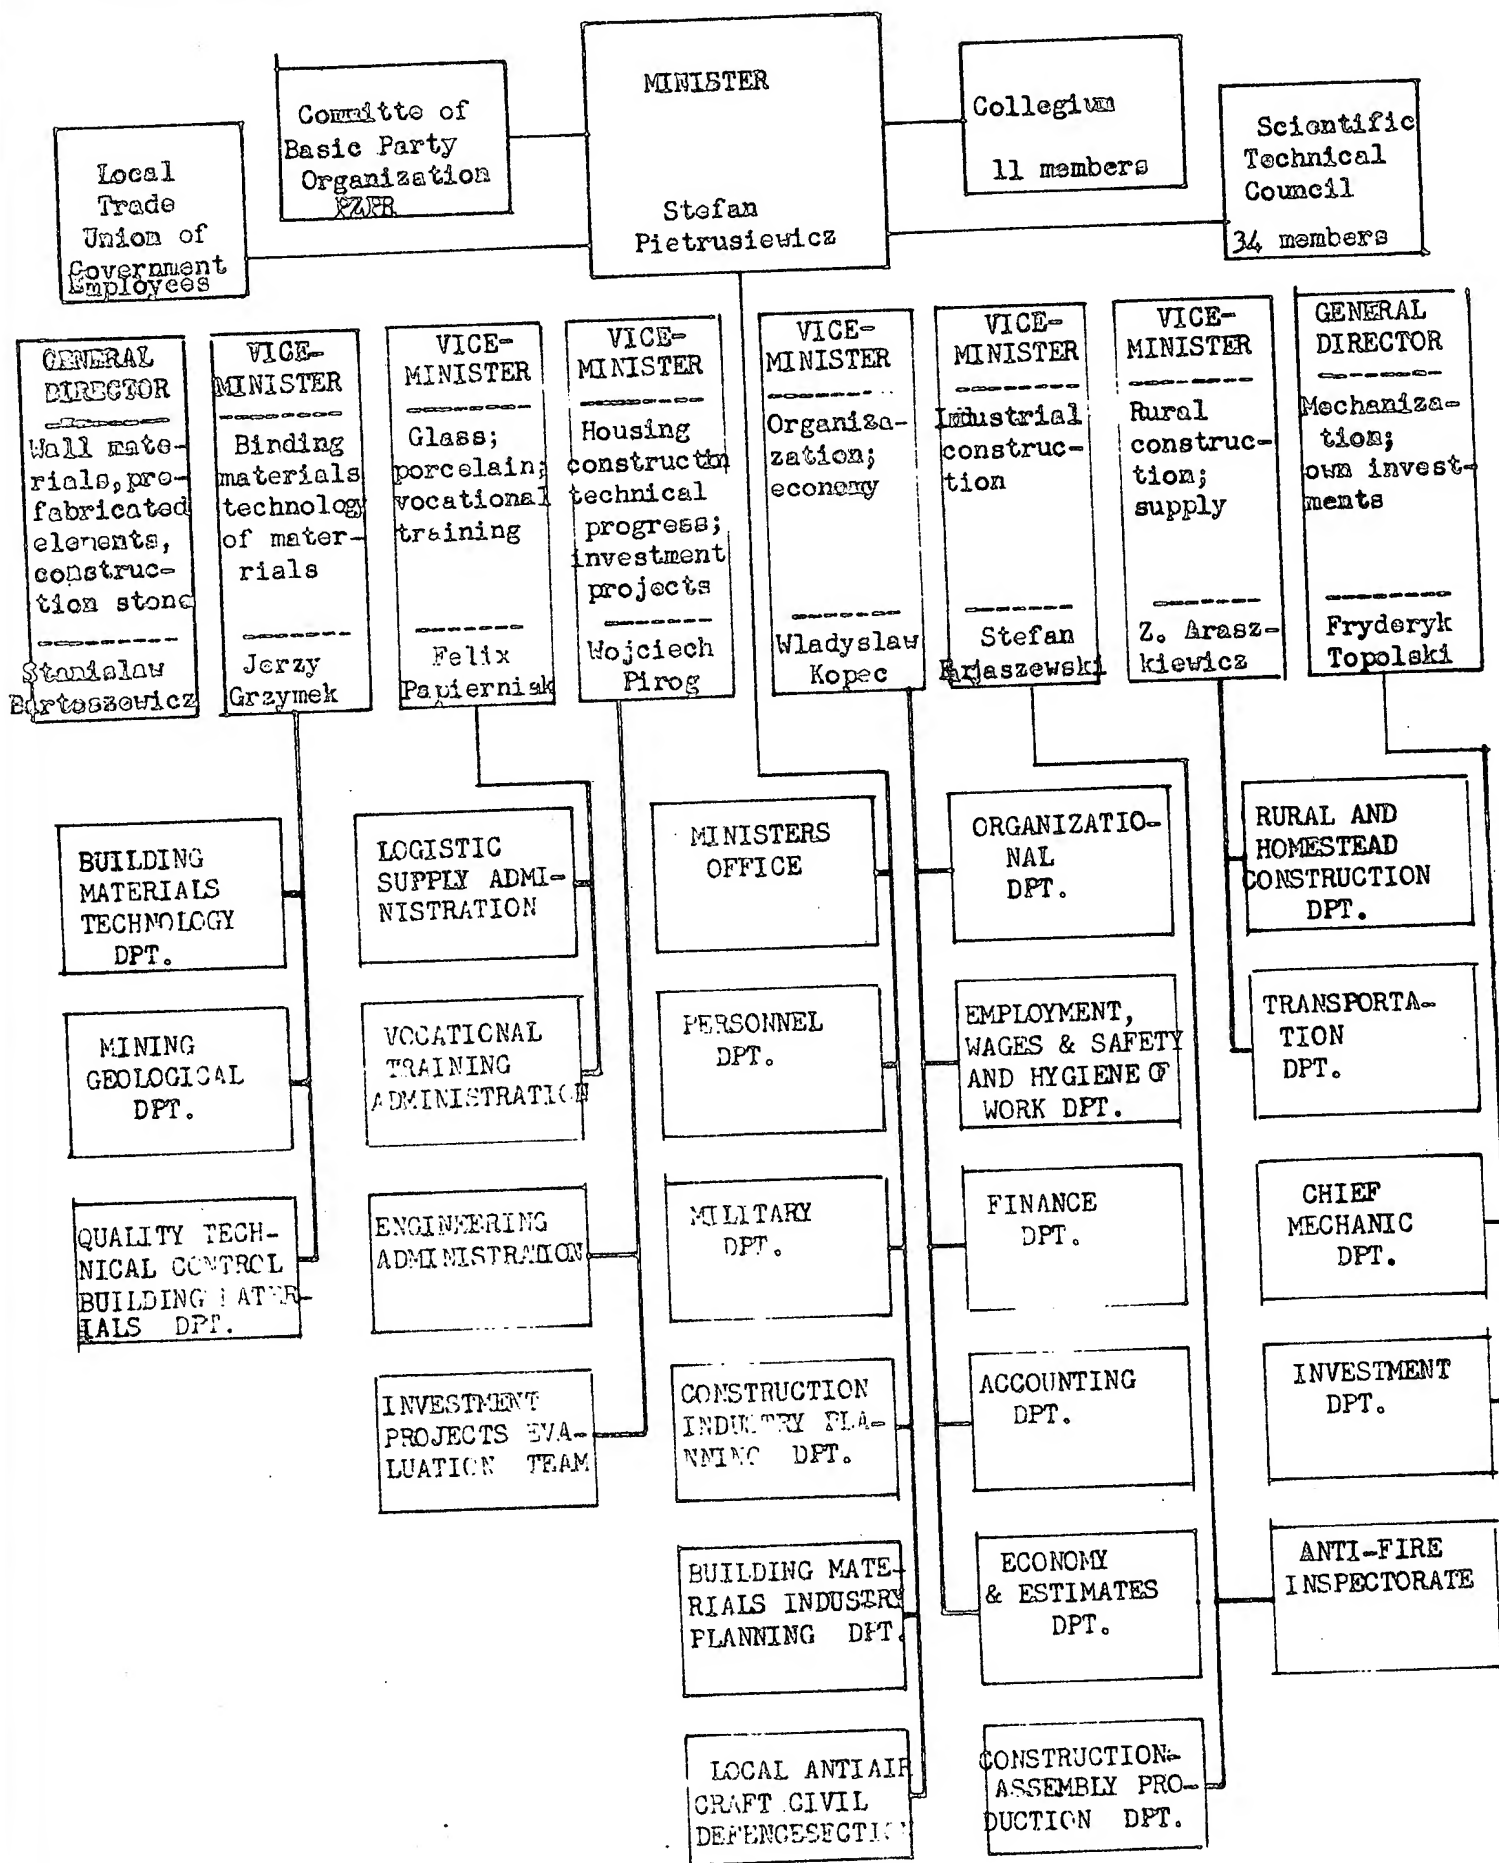 MINISTER
Stefan
Pietrusiewicz
Committe of
Basic Party
Organization
PZPR
Collegium
11 members
Local
Trade
Union of
Government
Employees
Scientific
Technical
Council
34 members
GENERAL
DIRECTOR
Wall mate-
rials, pre-
fabricated
elements,
construc-
tion stone
Stanislaw
Bartoszewicz
VICE-
MINISTER
Binding
materials
technology
of mater-
rials
Jerzy
Grzymek
VICE-
MINISTER
Glass;
porcelain;
vocational
training
Felix
Papierniak
VICE-
MINISTER
Housing
constructin
technical
progress;
investment
projects
Wojciech
Pirog
VICE-
MINISTER
Organiza-
zation;
economy
Wladyslaw
Kopec
VICE-
MINISTER
Industrial
construc-
tion
Stefan
VICE-
MINISTER
Rural
construc-
tion;
supply
Z. Arasz-
kiewicz
GENERAL
DIRECTOR
Mechaniza-
tion;
own invest-
ments
Fryderyk
Topolski
BUILDING
MATERIALS
TECHNOLOGY
DPT.
MINING
GEOLOGICAL
DPT.
QUALITY TECH-
NICAL CONTROL
BUILDING MATER-
IALS DPT.
LOGISTIC
SUPPLY ADMI-
NISTRATION
VOCATIONAL
TRAINING
ADMINISTRATION
ENGINEERING
ADMINISTRATION
INVESTMENT
PROJECTS EVA-
LUATION TEAM
MINISTERS
OFFICE
PERSONNEL
DPT.
MILITARY
DPT.
CONSTRUCTION
INDUSTRY PLA-
NNING DPT.
BUILDING MATE-
RIALS INDUSTRY
PLANNING DPT.
LOCAL ANTIAIR
CRAFT CIVIL
DEFENCESECTION
ORGANIZATIO-
NAL
DPT.
EMPLOYMENT,
WAGES & SAFETY
AND HYGIENE OF
WORK DPT.
FINANCE
DPT.
ACCOUNTING
DPT.
ECONOMY
& ESTIMATES
DPT.
CONSTRUCTION-
ASSEMBLY PRO-
DUCTION DPT.
RURAL AND
HOMESTEAD
CONSTRUCTION
DPT.
TRANSPORTA-
TION
DPT.
CHIEF
MECHANIC
DPT.
INVESTMENT
DPT.
ANTI-FIRE
INSPECTORATE